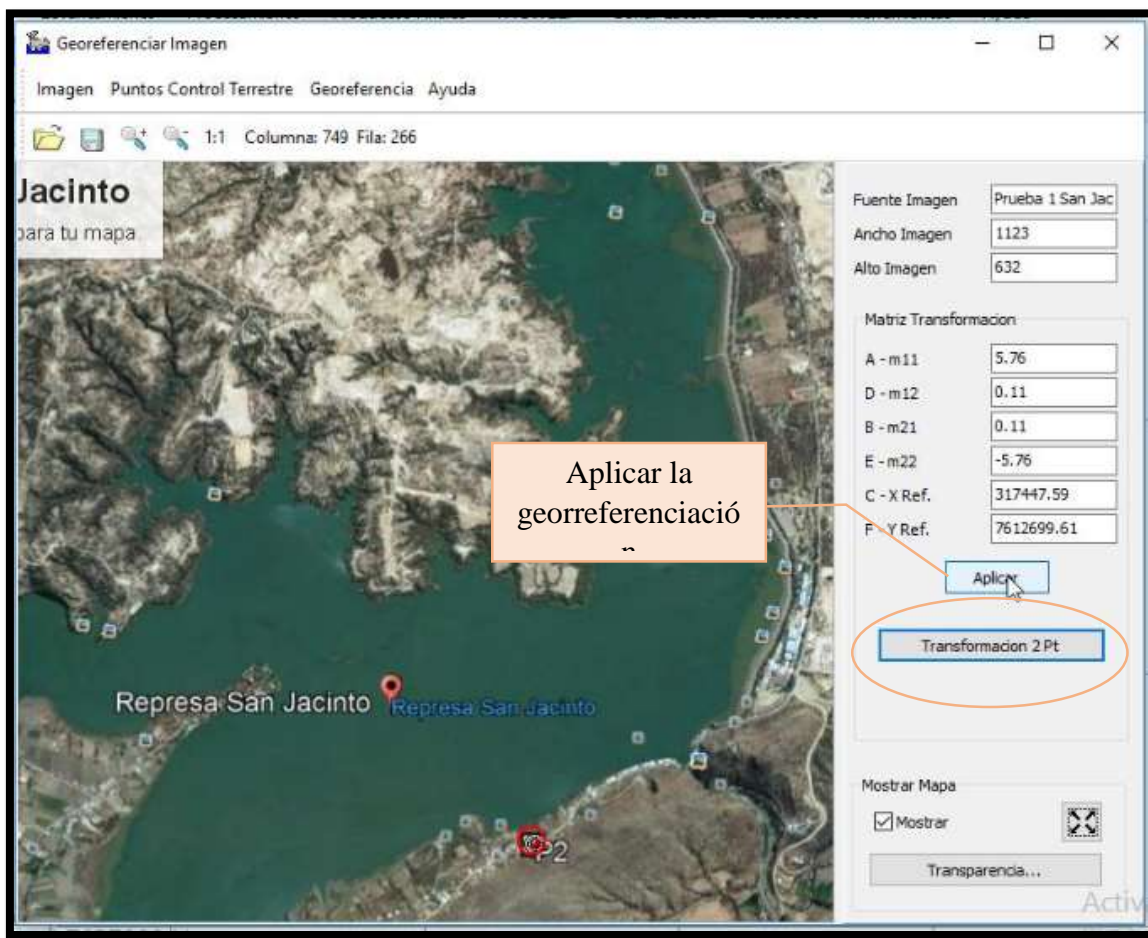 Georeferenciar Imagen
Imagen Puntos Control Terrestre Georeferencia Ayuda
1:1 Columna: 749 Fila: 266
Jacinto
para tu mapa.
Fuente Imagen Prueba 1 San Jac
Ancho Imagen 1123
Alto Imagen 632
Matriz Transformacion
A - m11 5.76
D - m12 0.11
B - m21 0.11
E - m22 -5.76
C - X Ref. 317447.59
F - Y Ref. 7612699.61
Aplicar la
georreferenciació
n
Aplicar
Transformacion 2 Pt
Represa San Jacinto
Represa San Jacinto
P2
Mostrar Mapa
Mostrar
Transparencia...
Activ